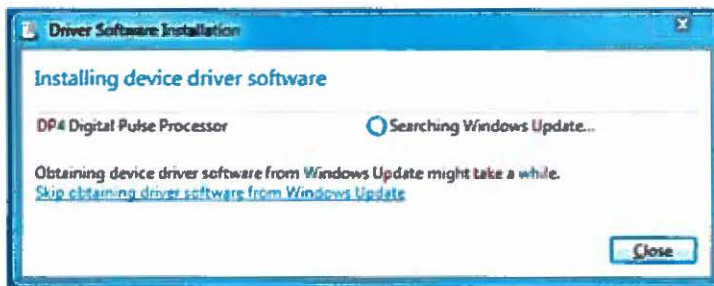 Driver Software Installation
Installing device driver software
DP4 Digital Pulse Processor Searching Windows Update...
Obtaining device driver software from Windows Update might take a while.
Skip obtaining driver software from Windows Update
Close